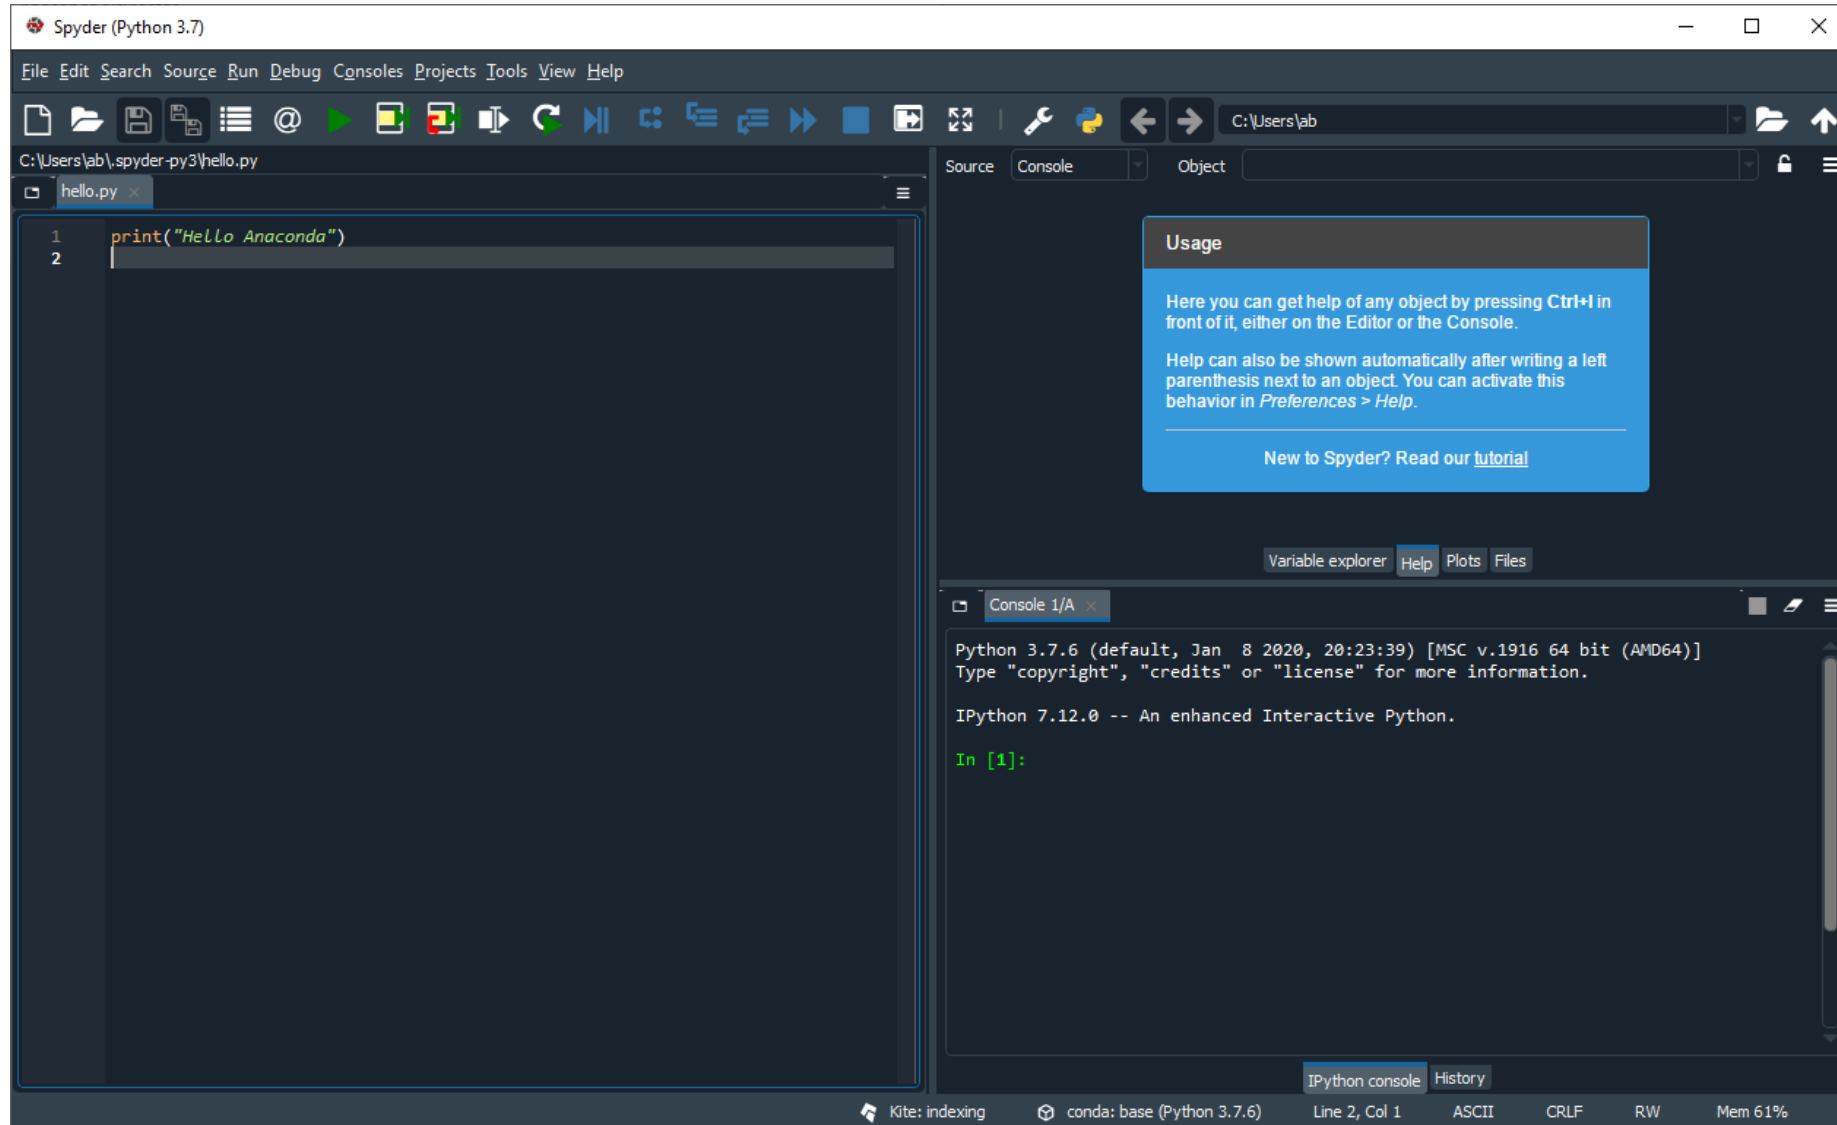 Spyder (Python 3.7)
File Edit Search Source Run Debug Consoles Projects Tools View Help
C:\Users\ab
C:\Users\ab\.spyder-py3\hello.py
hello.py
1 print("Hello Anaconda")
2
Source Console Object
Usage
Here you can get help of any object by pressing Ctrl+I in
front of it, either on the Editor or the Console.
Help can also be shown automatically after writing a left
parenthesis next to an object. You can activate this
behavior in Preferences > Help.
New to Spyder? Read our tutorial
Variable explorer Help Plots Files
Console 1/A
Python 3.7.6 (default, Jan  8 2020, 20:23:39) [MSC v.1916 64 bit (AMD64)]
Type "copyright", "credits" or "license" for more information.
IPython 7.12.0 -- An enhanced Interactive Python.
In [1]:
IPython console History
Kite: indexing conda: base (Python 3.7.6) Line 2, Col 1 ASCII CRLF RW Mem 61%